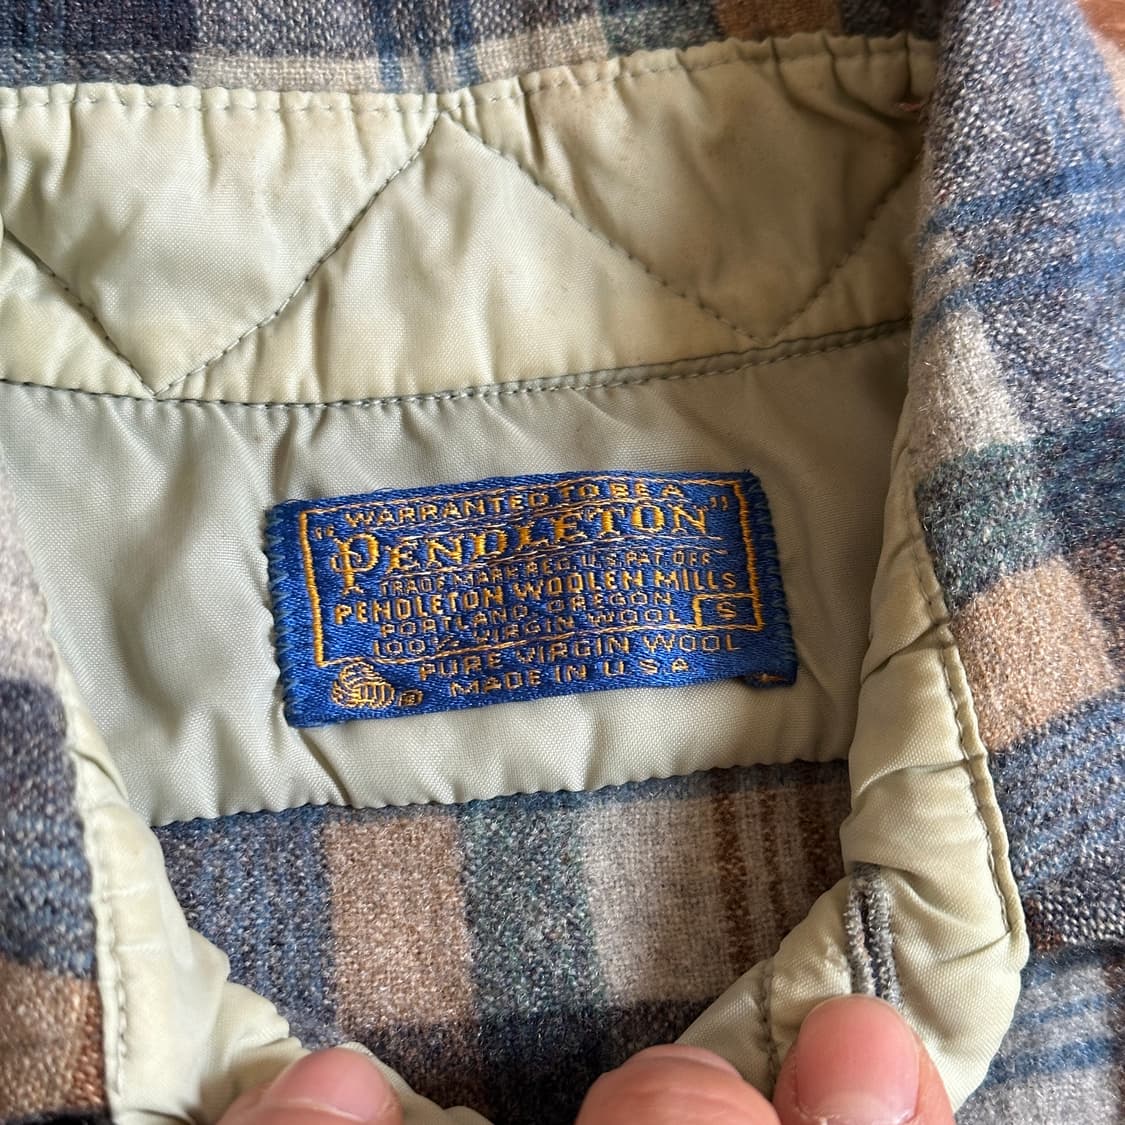 "WARRANTED TO BE A
PENDLETON"
TRADE MARK REG. U.S. PAT. OFF.
PENDLETON WOOLEN MILLS
PORTLAND, OREGON
S
100% VIRGIN WOOL
PURE VIRGIN WOOL
®
MADE IN U S A